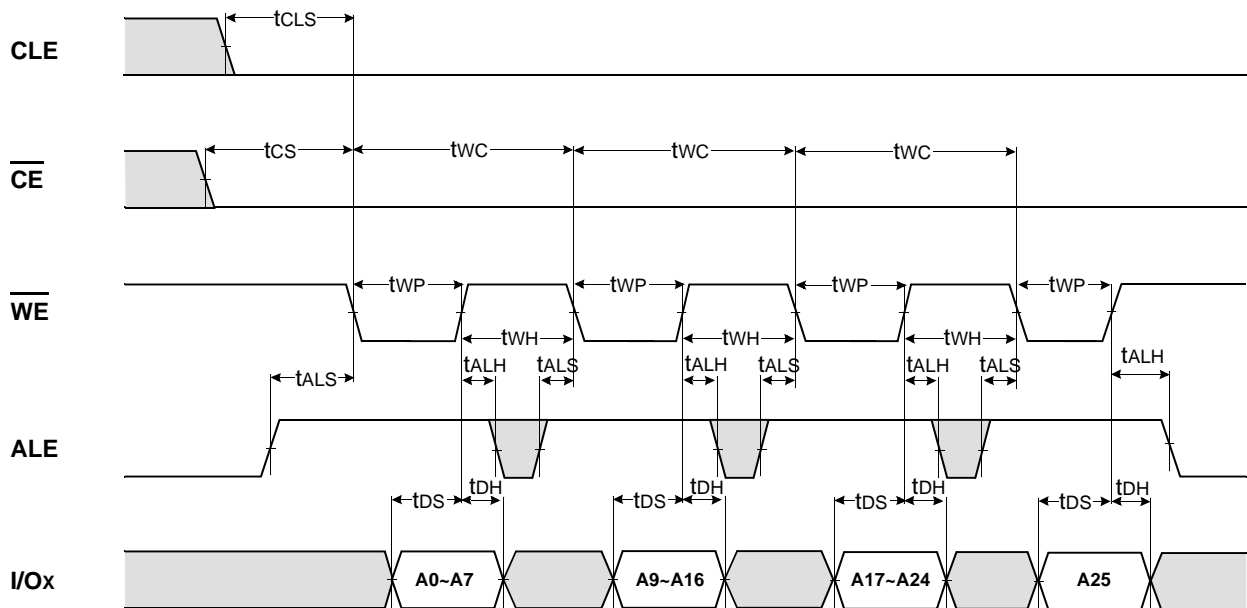 CLE
tCLS
CE
tCS tWC tWC tWC
WE
tWP tWP tWP tWP
tWH tWH tWH
tALS tALH tALS tALH tALS tALH tALS tALH
ALE
tDS tDH tDS tDH tDS tDH tDS tDH
I/Ox A0~A7 A9~A16 A17~A24 A25